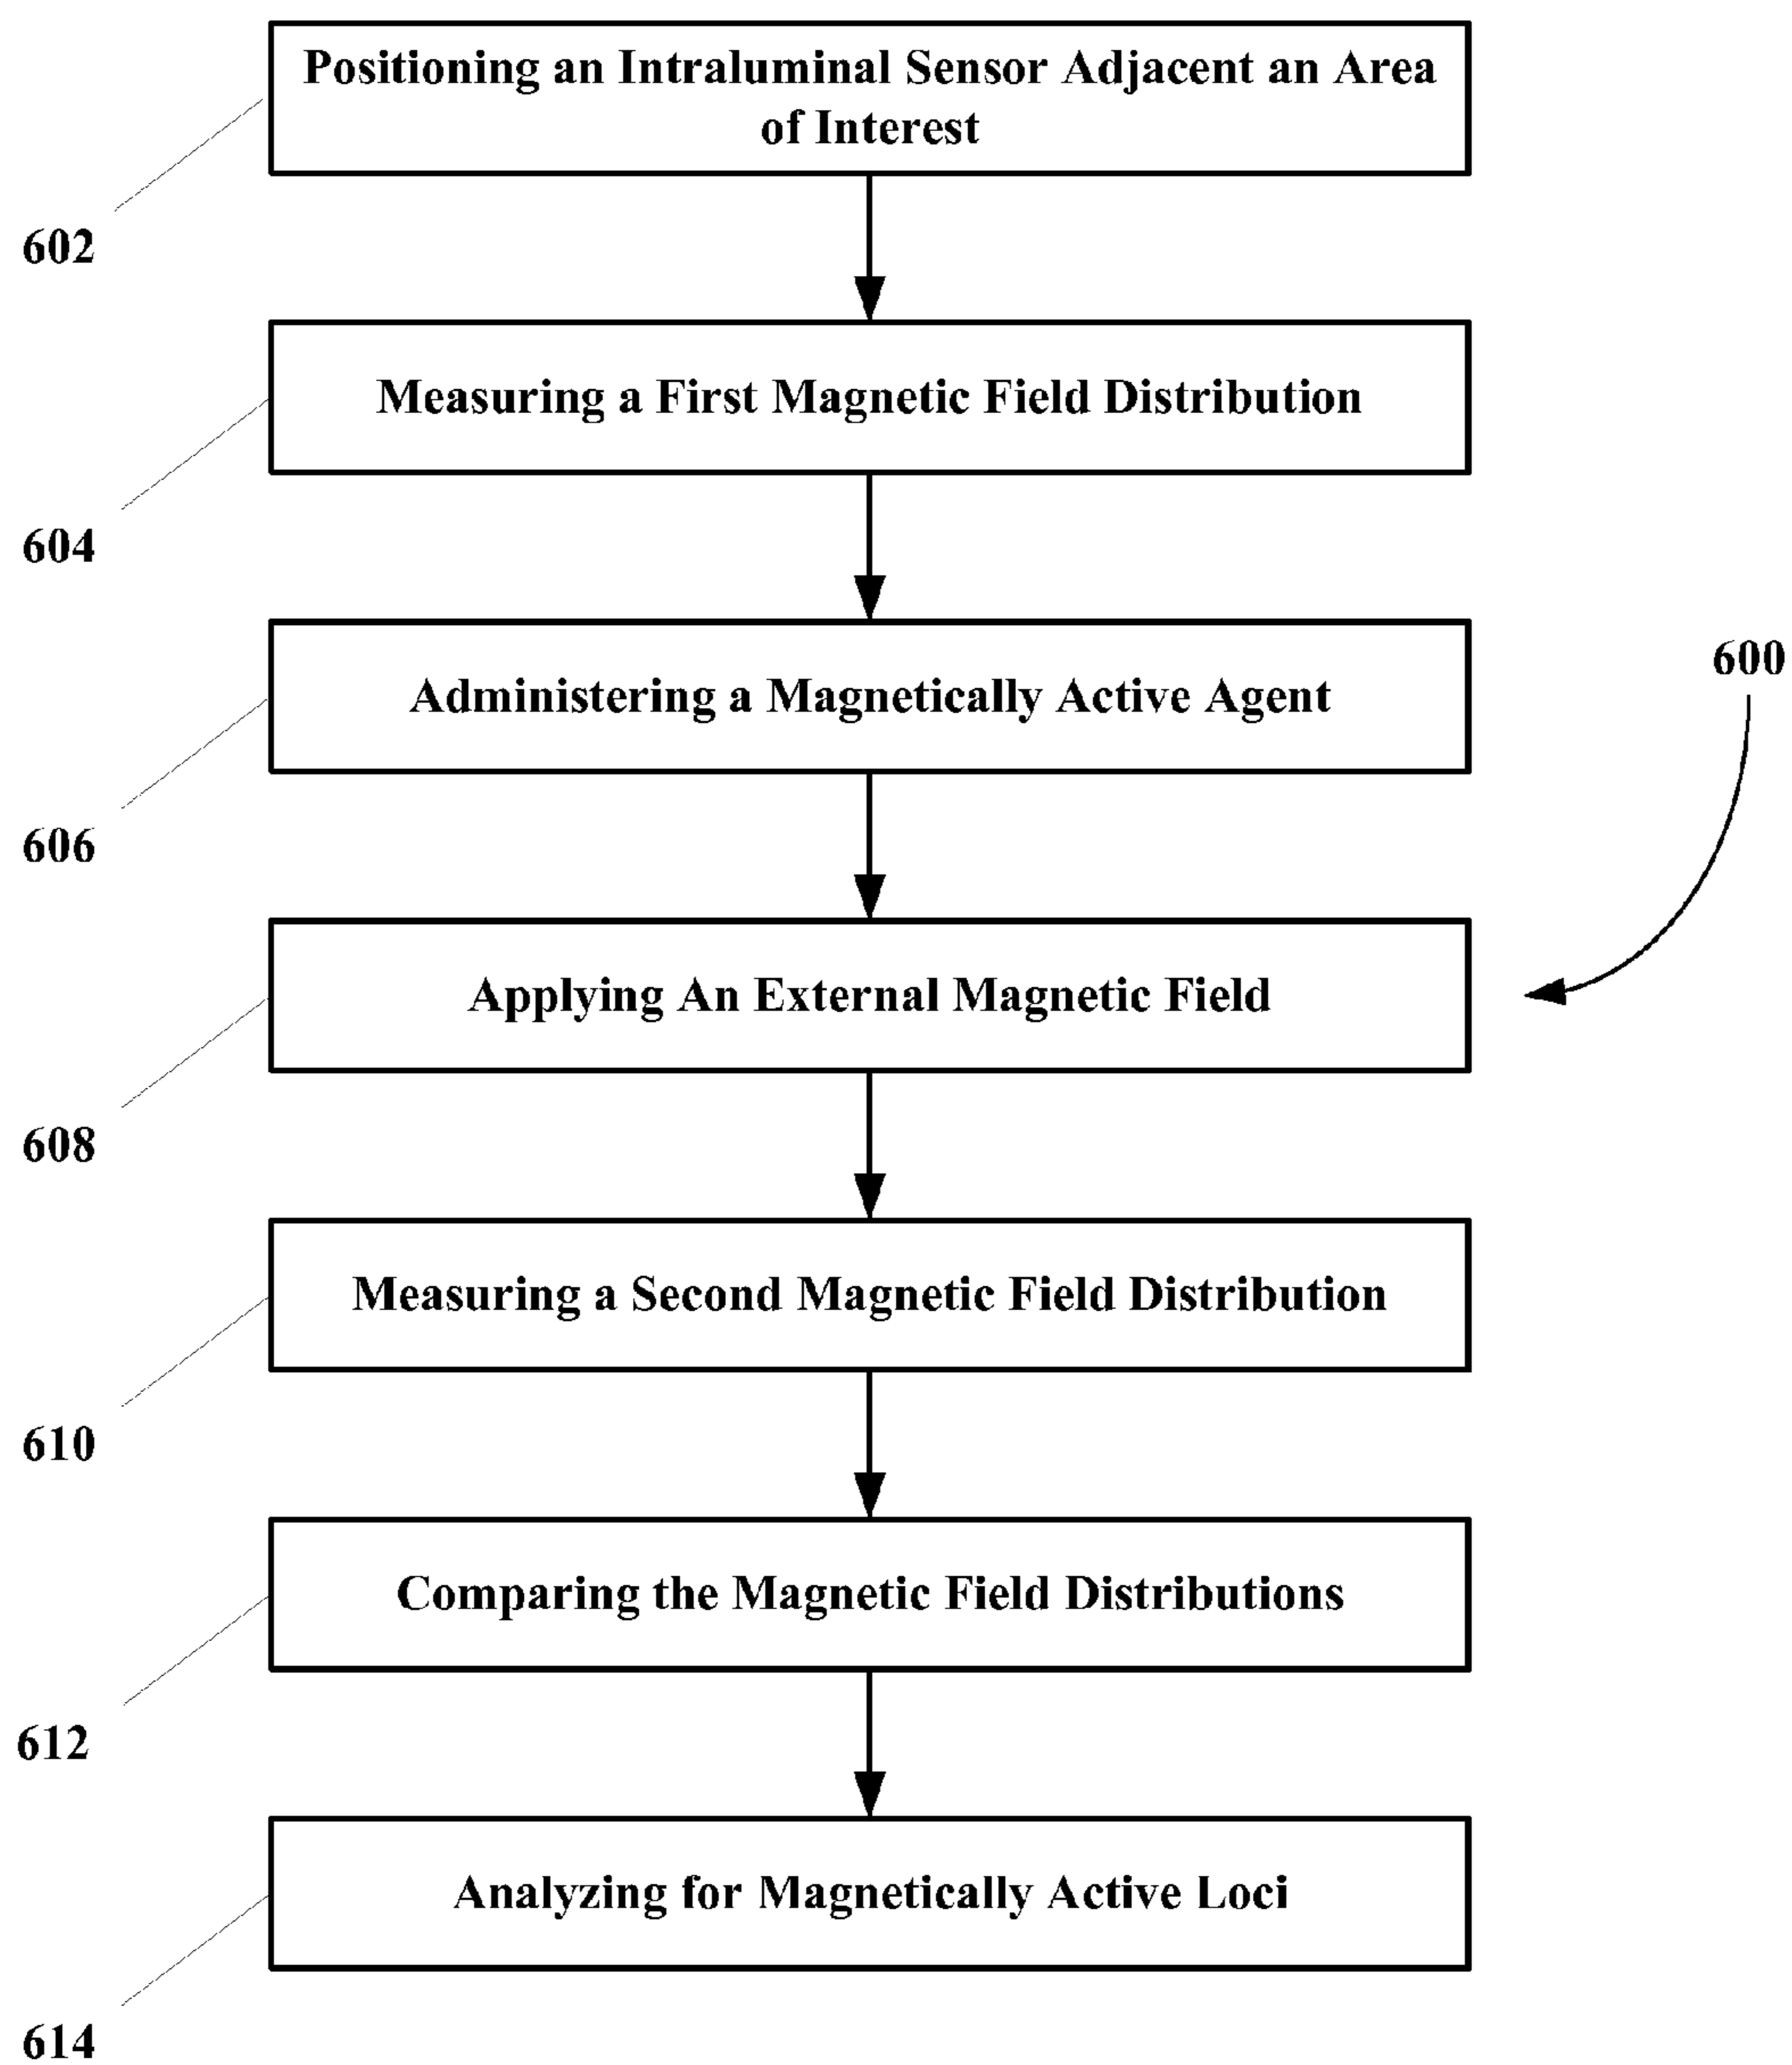 Positioning an Intraluminal Sensor Adjacent an Area
of Interest
602
Measuring a First Magnetic Field Distribution
604
Administering a Magnetically Active Agent
600
606
Applying An External Magnetic Field
608
Measuring a Second Magnetic Field Distribution
610
Comparing the Magnetic Field Distributions
612
Analyzing for Magnetically Active Loci
614